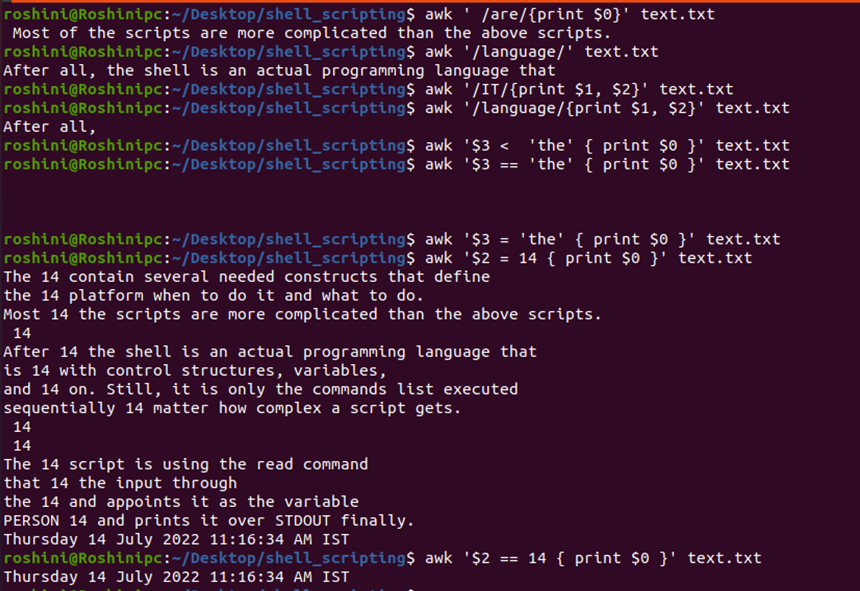 roshini@Roshinipc:~/Desktop/shell_scripting$ awk ' /are/{print $0}' text.txt
 Most of the scripts are more complicated than the above scripts.
roshini@Roshinipc:~/Desktop/shell_scripting$ awk '/language/' text.txt
After all, the shell is an actual programming language that
roshini@Roshinipc:~/Desktop/shell_scripting$ awk '/IT/{print $1, $2}' text.txt
roshini@Roshinipc:~/Desktop/shell_scripting$ awk '/language/{print $1, $2}' text.txt
After all,
roshini@Roshinipc:~/Desktop/shell_scripting$ awk '$3 <  'the' { print $0 }' text.txt
roshini@Roshinipc:~/Desktop/shell_scripting$ awk '$3 == 'the' { print $0 }' text.txt
roshini@Roshinipc:~/Desktop/shell_scripting$ awk '$3 = 'the' { print $0 }' text.txt
roshini@Roshinipc:~/Desktop/shell_scripting$ awk '$2 = 14 { print $0 }' text.txt
The 14 contain several needed constructs that define
the 14 platform when to do it and what to do.
Most 14 the scripts are more complicated than the above scripts.
 14
After 14 the shell is an actual programming language that
is 14 with control structures, variables,
and 14 on. Still, it is only the commands list executed
sequentially 14 matter how complex a script gets.
 14
 14
The 14 script is using the read command
that 14 the input through
the 14 and appoints it as the variable
PERSON 14 and prints it over STDOUT finally.
Thursday 14 July 2022 11:16:34 AM IST
roshini@Roshinipc:~/Desktop/shell_scripting$ awk '$2 == 14 { print $0 }' text.txt
Thursday 14 July 2022 11:16:34 AM IST